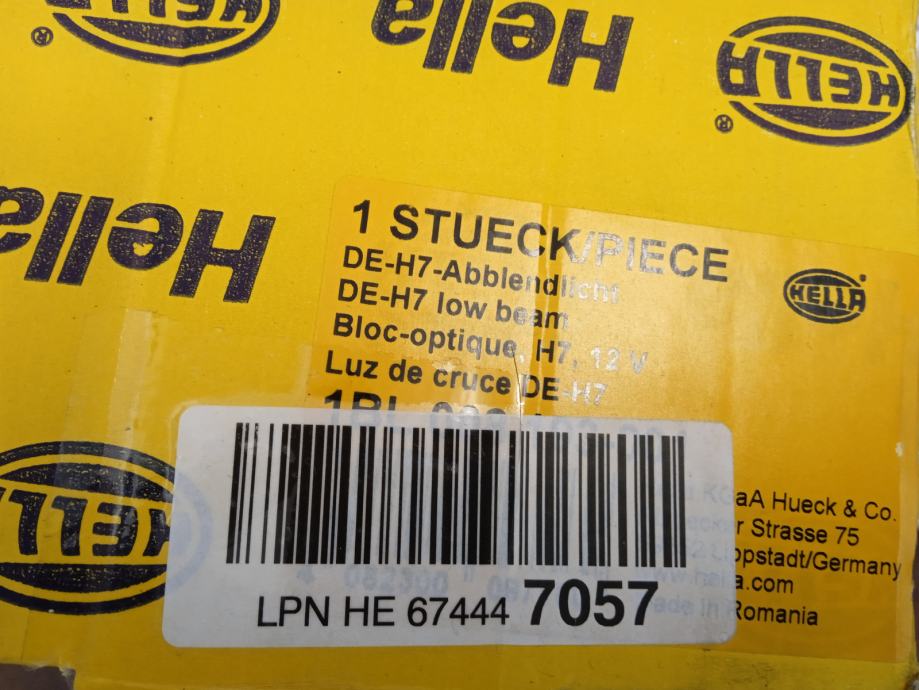 HELLA
Hella
HELLA
Hella
1 STUECK/PIECE
DE-H7-Abblendlicht
DE-H7 low beam
Bloc-optique, H7, 12 V
Luz de cruce DE-H7
HELLA
HELLA
KGaA Hueck & Co.
Strasse 75
Lippstadt/Germany
www.hella.com
Made in Romania
LPN HE 67444 7057